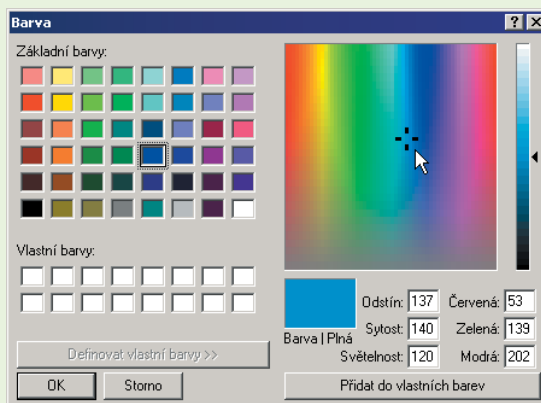 Barva
Základní barvy:
Vlastní barvy:
Definovat vlastní barvy >>
OK Storno
Barva | Plná
Odstín: 137 Červená: 53
Sytost: 140 Zelená: 139
Světelnost: 120 Modrá: 202
Přidat do vlastních barev